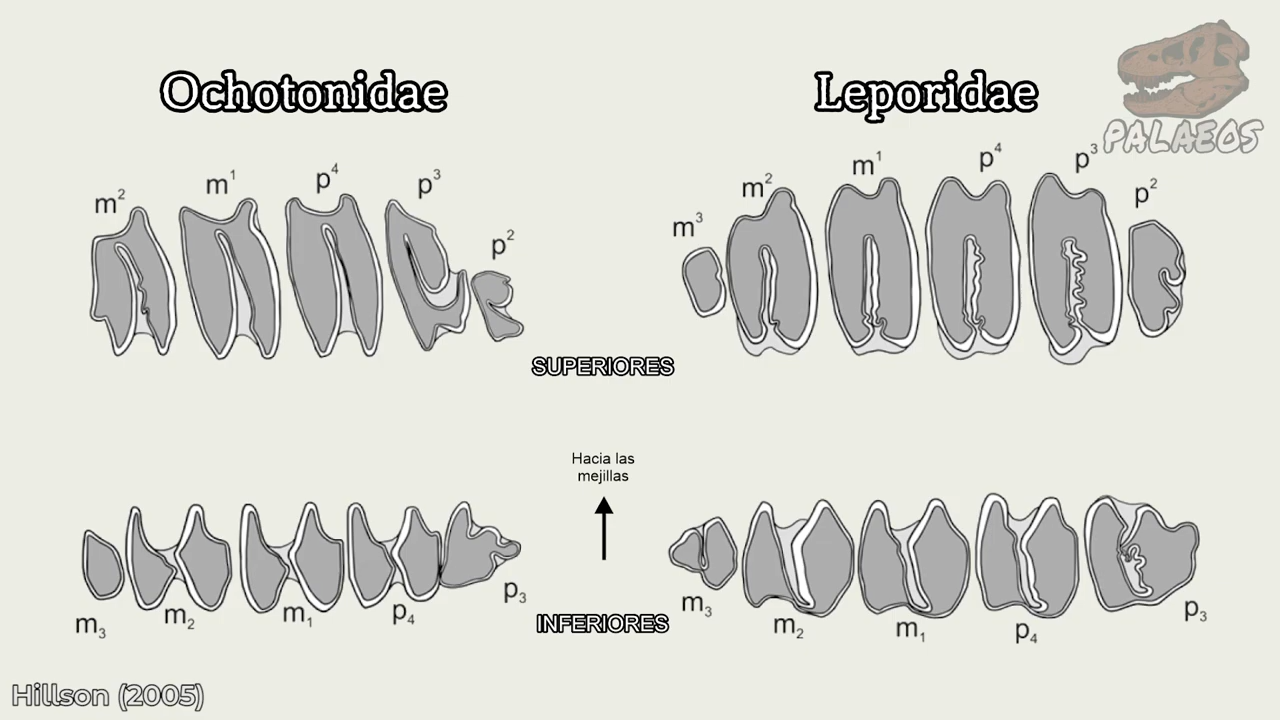 Ochotonidae
Leporidae
PALAEOS
m² m¹ p⁴ p³ p²
m³ m² m¹ p⁴ p³ p²
SUPERIORES
Hacia las
mejillas
m₃ m₂ m₁ p₄ p₃
INFERIORES
m₃ m₂ m₁ p₄ p₃
Hillson (2005)